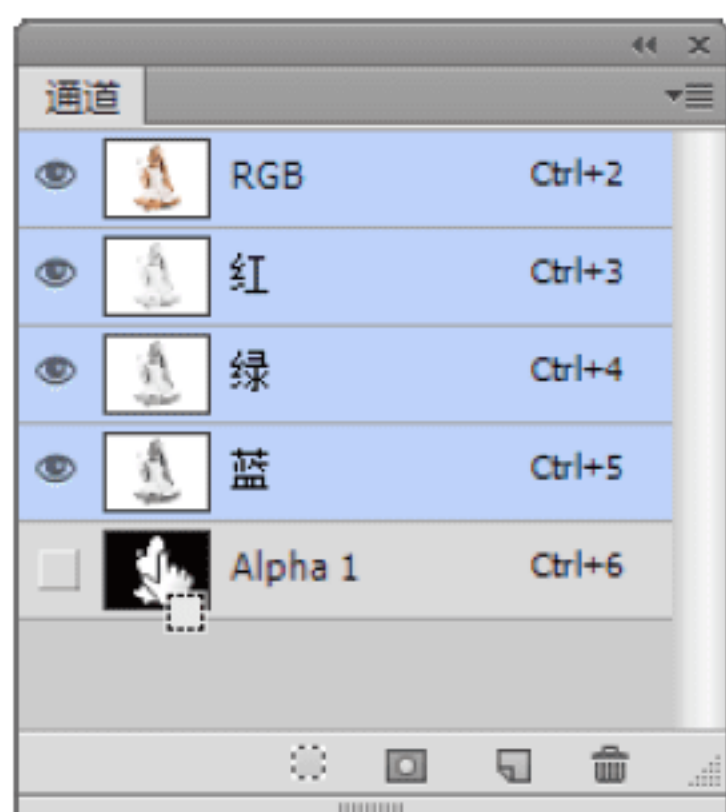 通道
RGB Ctrl+2
红 Ctrl+3
绿 Ctrl+4
蓝 Ctrl+5
Alpha 1 Ctrl+6